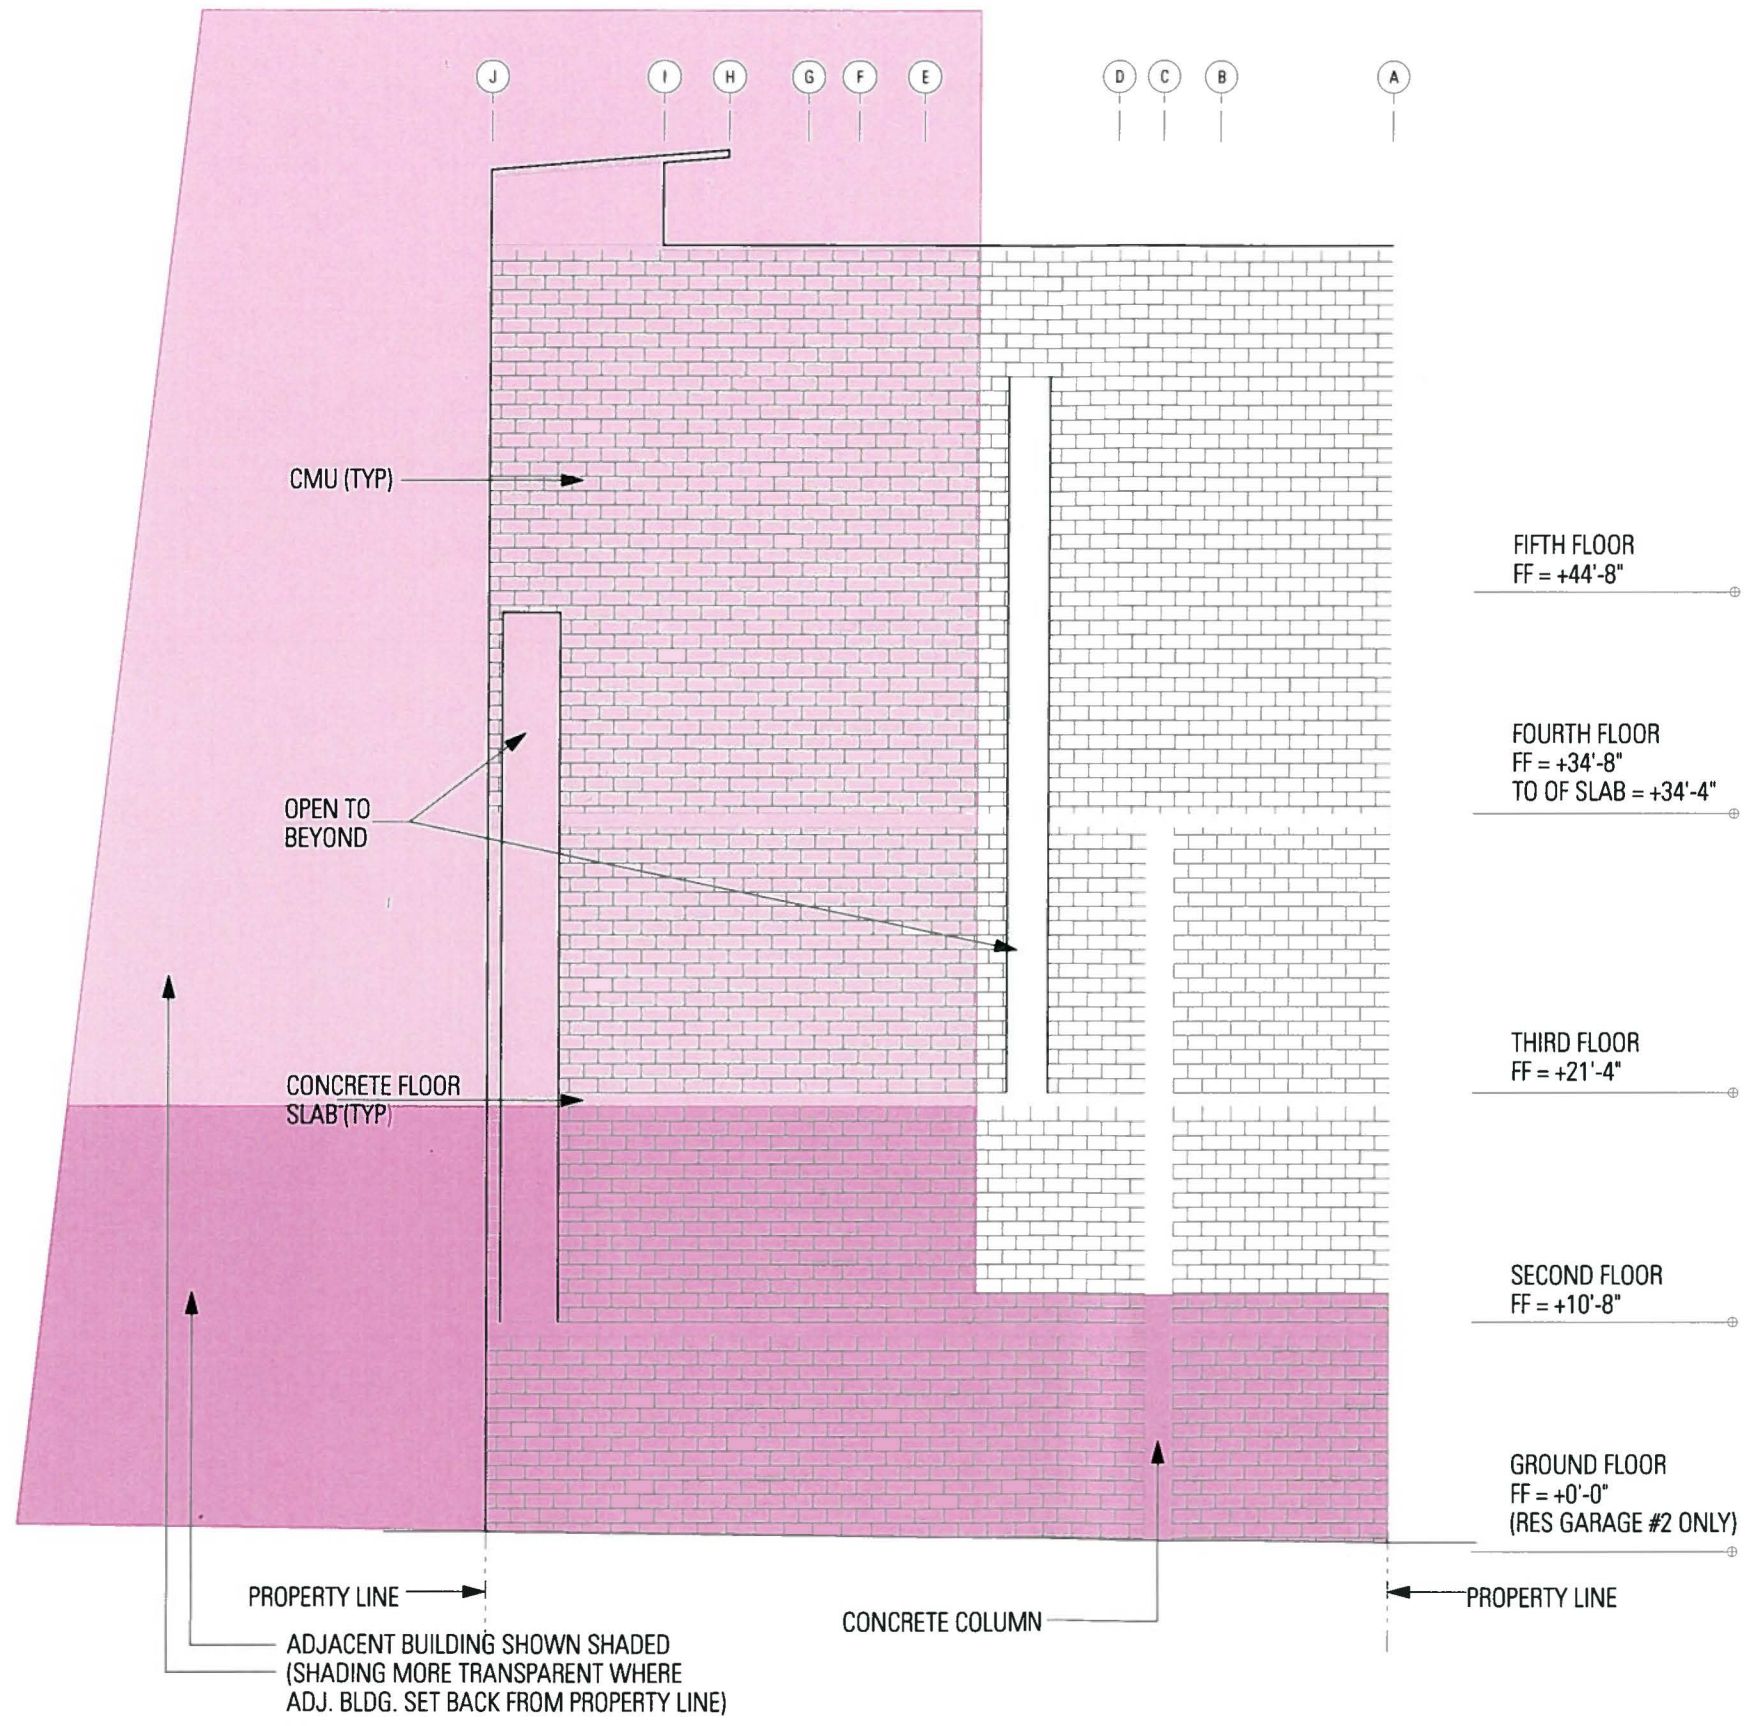 J I H G F E D C B A
CMU (TYP)
FIFTH FLOOR
FF = +44'-8"
FOURTH FLOOR
FF = +34'-8"
TO OF SLAB = +34'-4"
OPEN TO
BEYOND
THIRD FLOOR
FF = +21'-4"
CONCRETE FLOOR
SLAB (TYP)
SECOND FLOOR
FF = +10'-8"
GROUND FLOOR
FF = +0'-0"
(RES GARAGE #2 ONLY)
PROPERTY LINE
PROPERTY LINE
CONCRETE COLUMN
ADJACENT BUILDING SHOWN SHADED
(SHADING MORE TRANSPARENT WHERE
ADJ. BLDG. SET BACK FROM PROPERTY LINE)